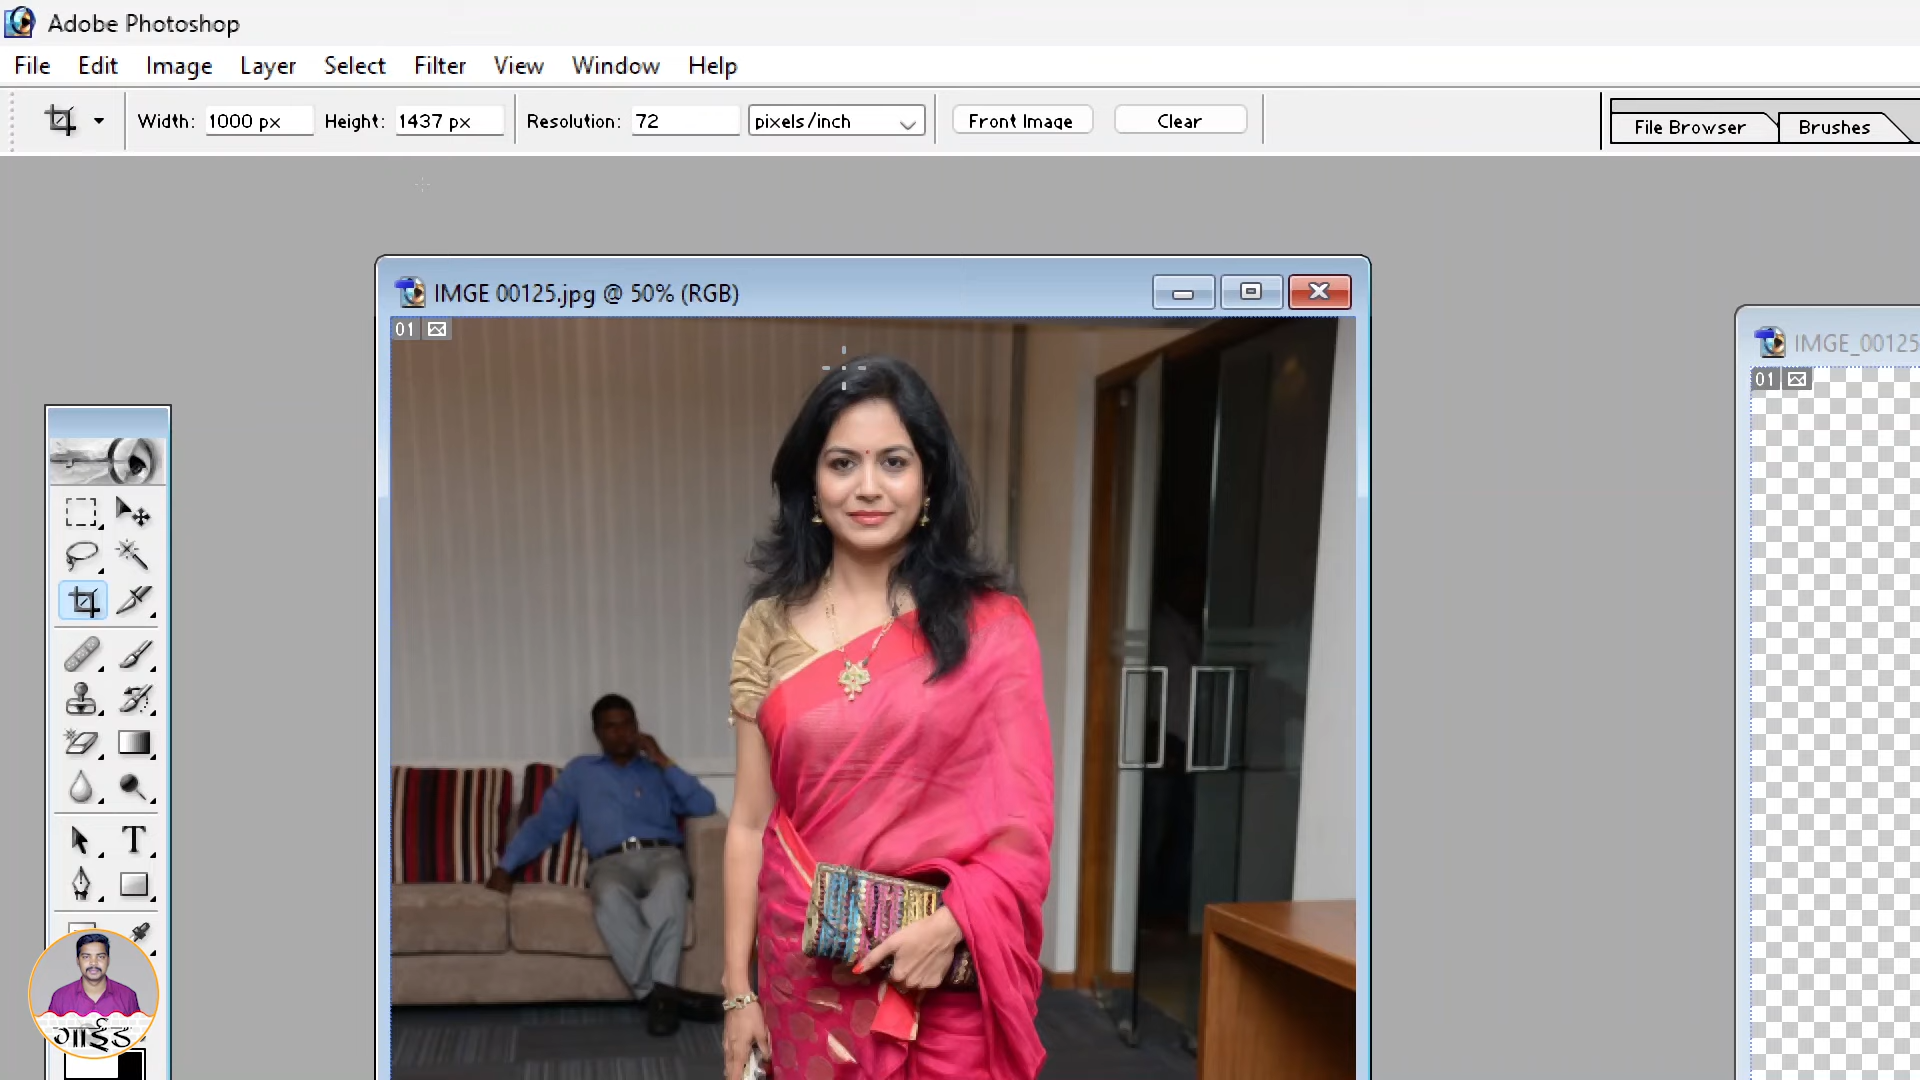 Adobe Photoshop
File Edit Image Layer Select Filter View Window Help
Width: 1000 px Height: 1437 px Resolution: 72 pixels/inch Front Image Clear File Browser Brushes
IMGE 00125.jpg @ 50% (RGB)
01
IMGE_00125
01
T
गाईड